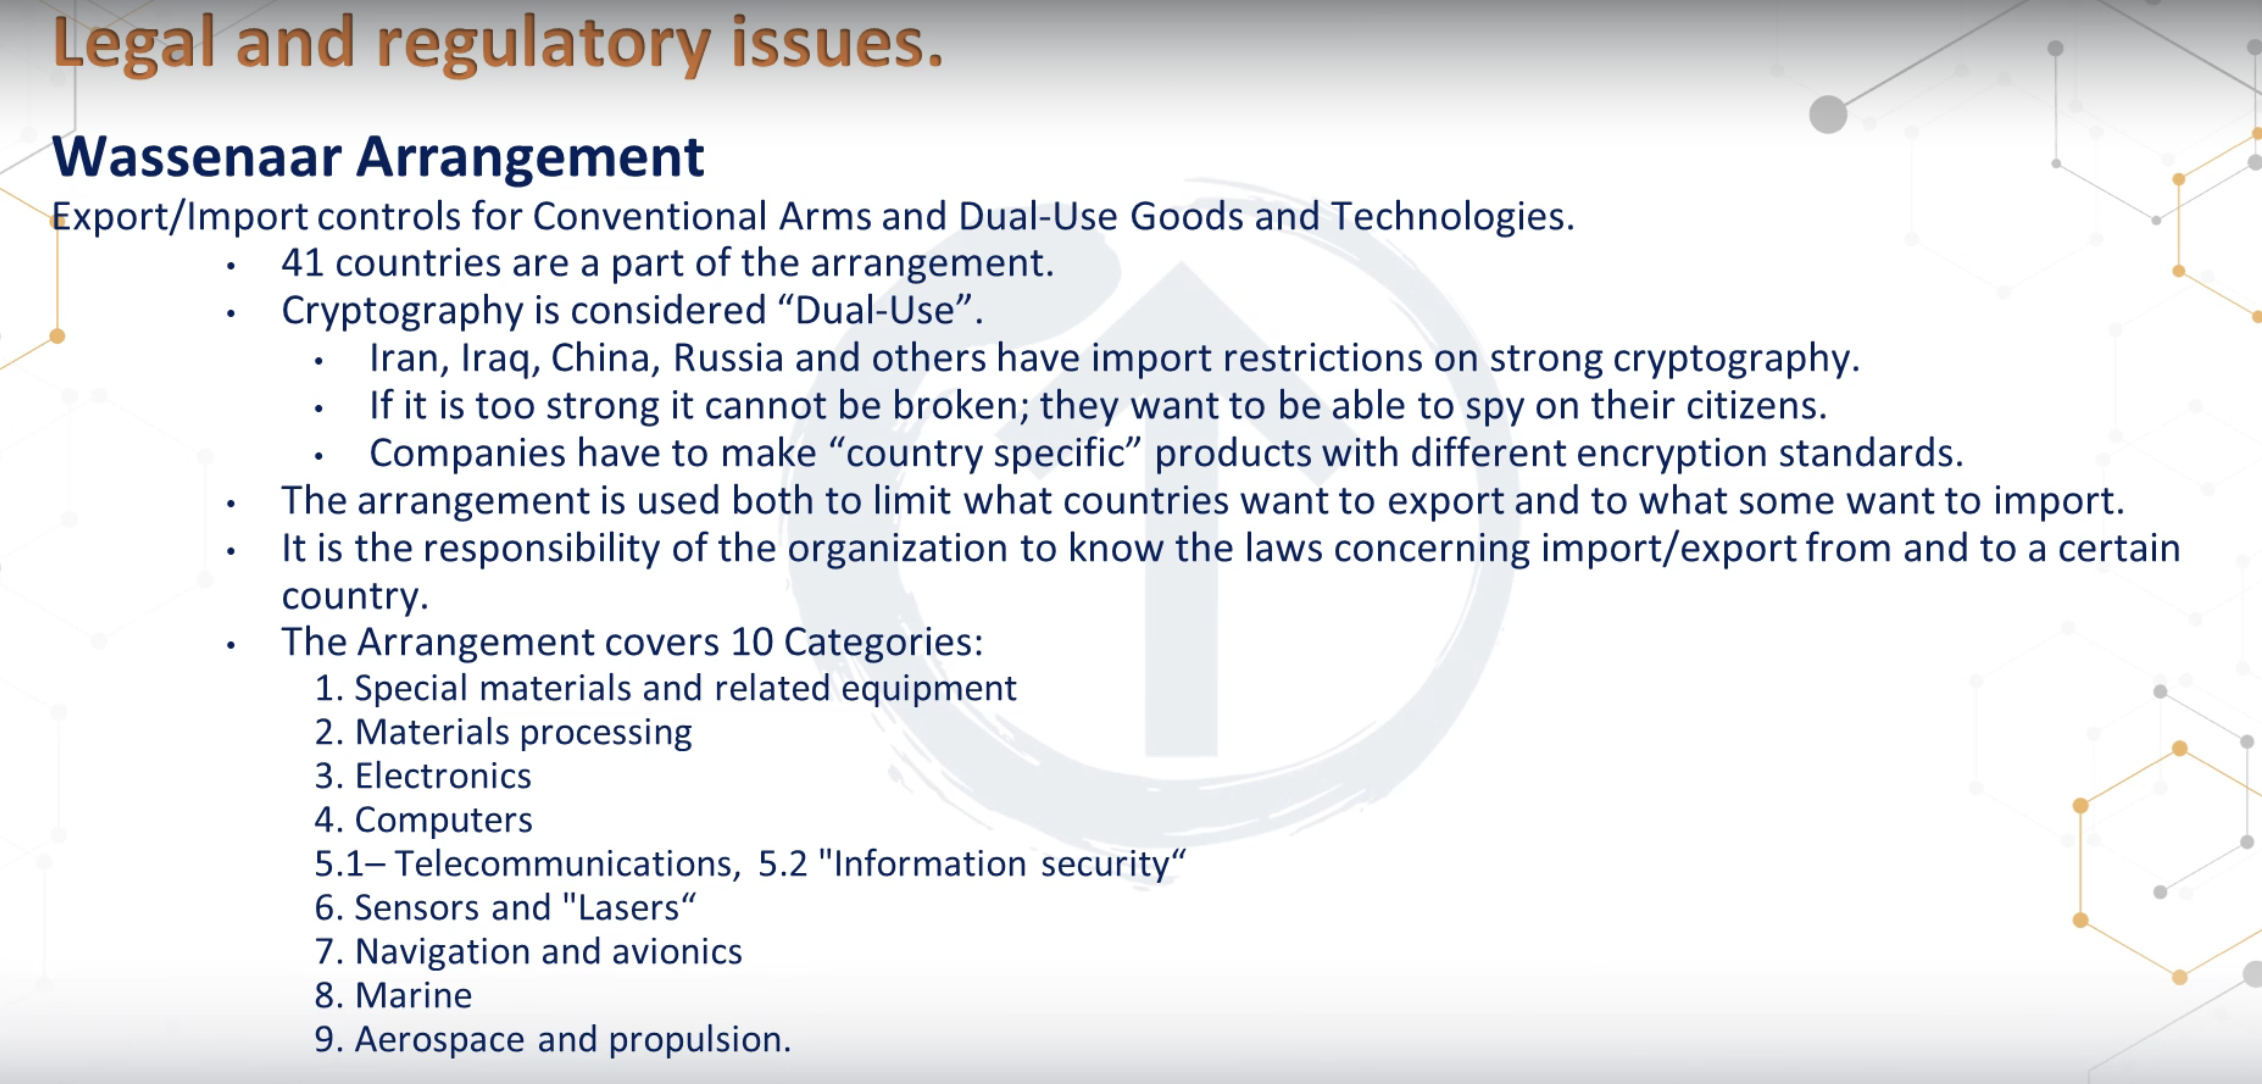 Legal and regulatory issues.
Wassenaar Arrangement
Export/Import controls for Conventional Arms and Dual-Use Goods and Technologies.
• 41 countries are a part of the arrangement.
• Cryptography is considered “Dual-Use”.
• Iran, Iraq, China, Russia and others have import restrictions on strong cryptography.
• If it is too strong it cannot be broken; they want to be able to spy on their citizens.
• Companies have to make “country specific” products with different encryption standards.
• The arrangement is used both to limit what countries want to export and to what some want to import.
• It is the responsibility of the organization to know the laws concerning import/export from and to a certain
country.
• The Arrangement covers 10 Categories:
1. Special materials and related equipment
2. Materials processing
3. Electronics
4. Computers
5.1– Telecommunications, 5.2 "Information security“
6. Sensors and "Lasers“
7. Navigation and avionics
8. Marine
9. Aerospace and propulsion.